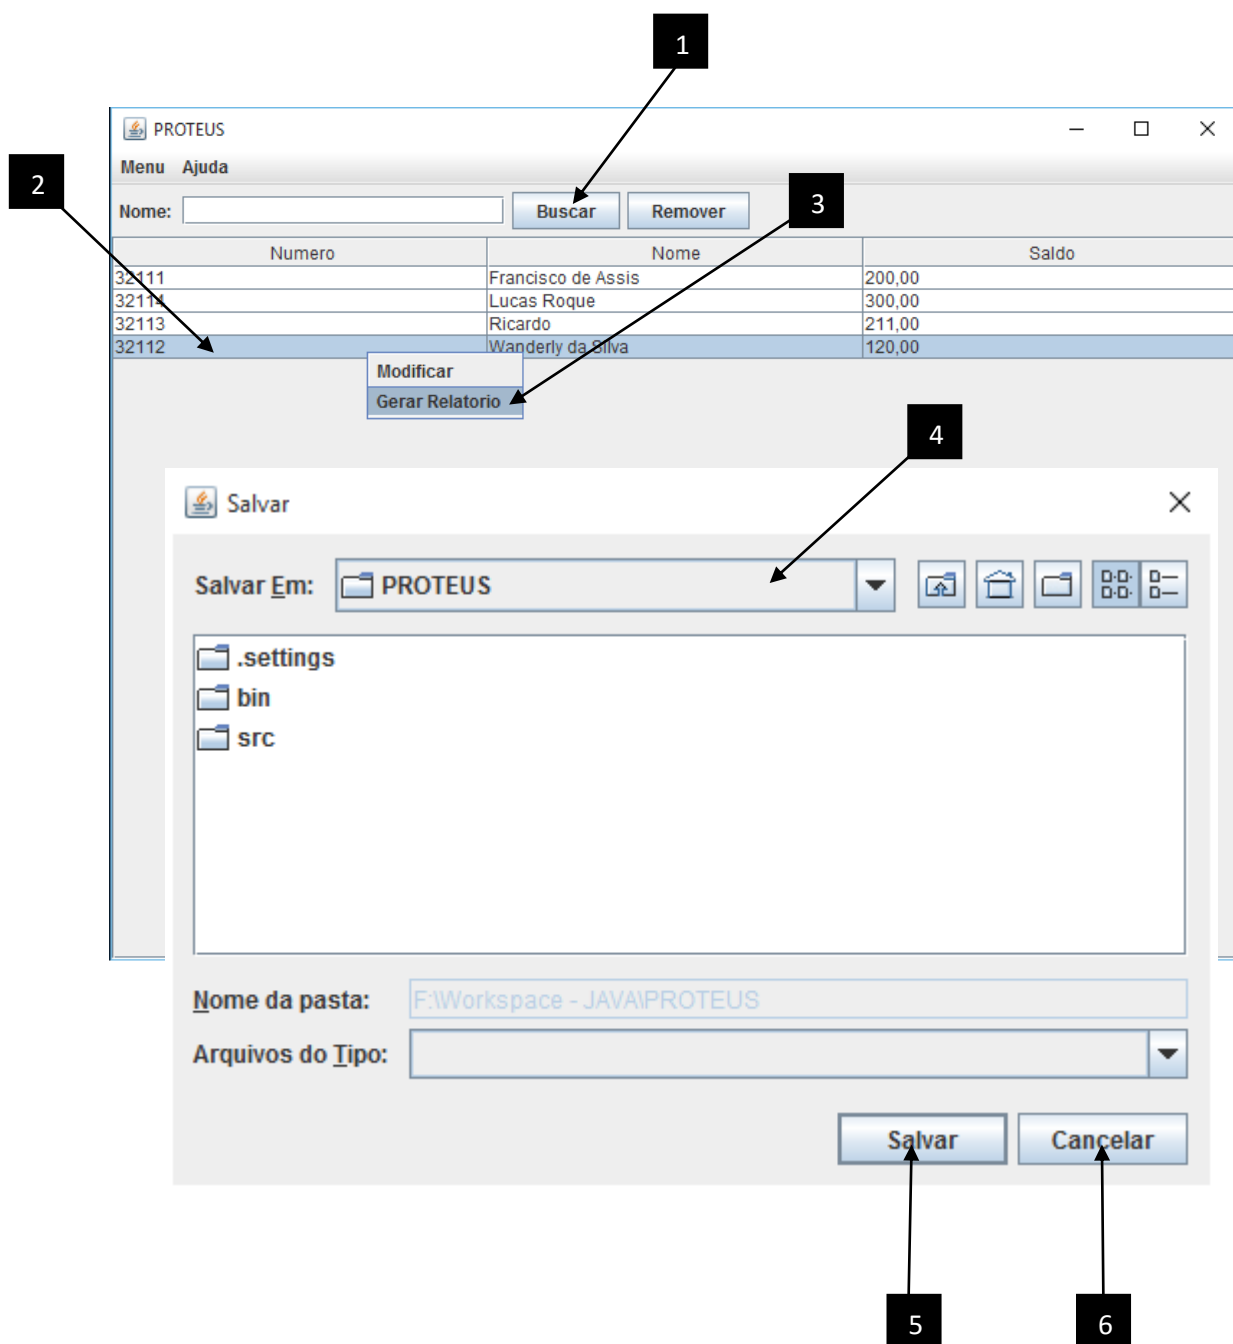 1
PROTEUS
Menu Ajuda
2
Nome: Buscar Remover
3
Numero Nome Saldo
32111 Francisco de Assis 200,00
32114 Lucas Roque 300,00
32113 Ricardo 211,00
32112 Wanderly da Silva 120,00
Modificar
Gerar Relatorio
4
Salvar
Salvar Em: PROTEUS
.settings
bin
src
Nome da pasta: F:\Workspace - JAVA\PROTEUS
Arquivos do Tipo:
Salvar Cancelar
5 6